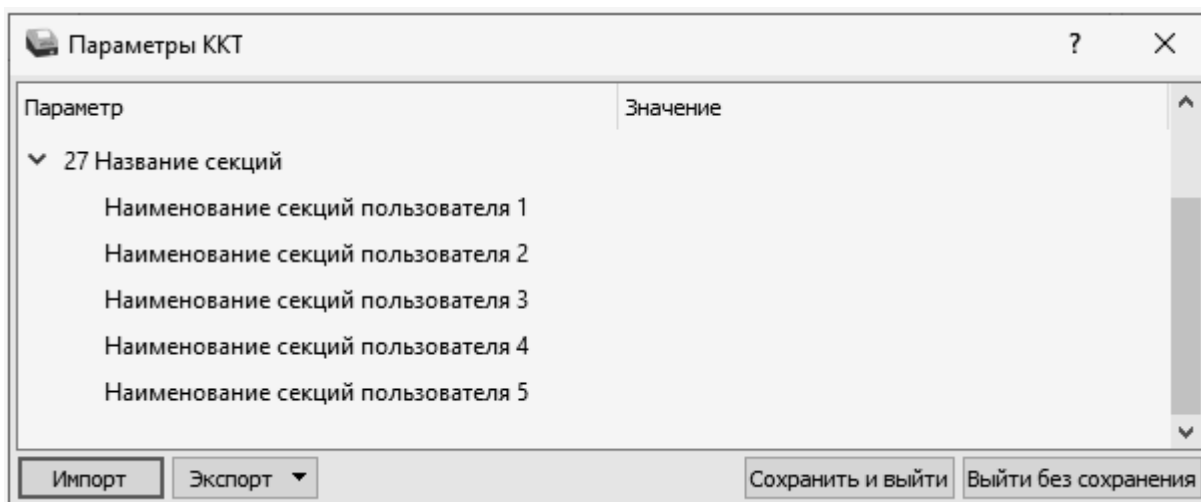 Параметры ККТ ?
Параметр Значение
27 Название секций
Наименование секций пользователя 1
Наименование секций пользователя 2
Наименование секций пользователя 3
Наименование секций пользователя 4
Наименование секций пользователя 5
Импорт Экспорт Сохранить и выйти Выйти без сохранения